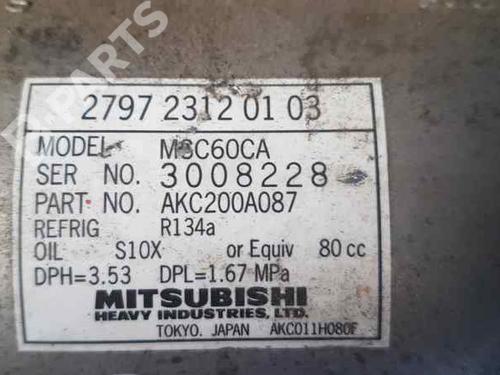 B-PARTS
2797 2312 01 03
MODEL MSC60CA
SER NO. 3008228
PART NO. AKC200A087
REFRIG R134a
OIL S10X or Equiv 80 cc
DPH=3.53 DPL=1.67 MPa
MITSUBISHI
HEAVY INDUSTRIES, LTD.
TOKYO. JAPAN AKC011H080F